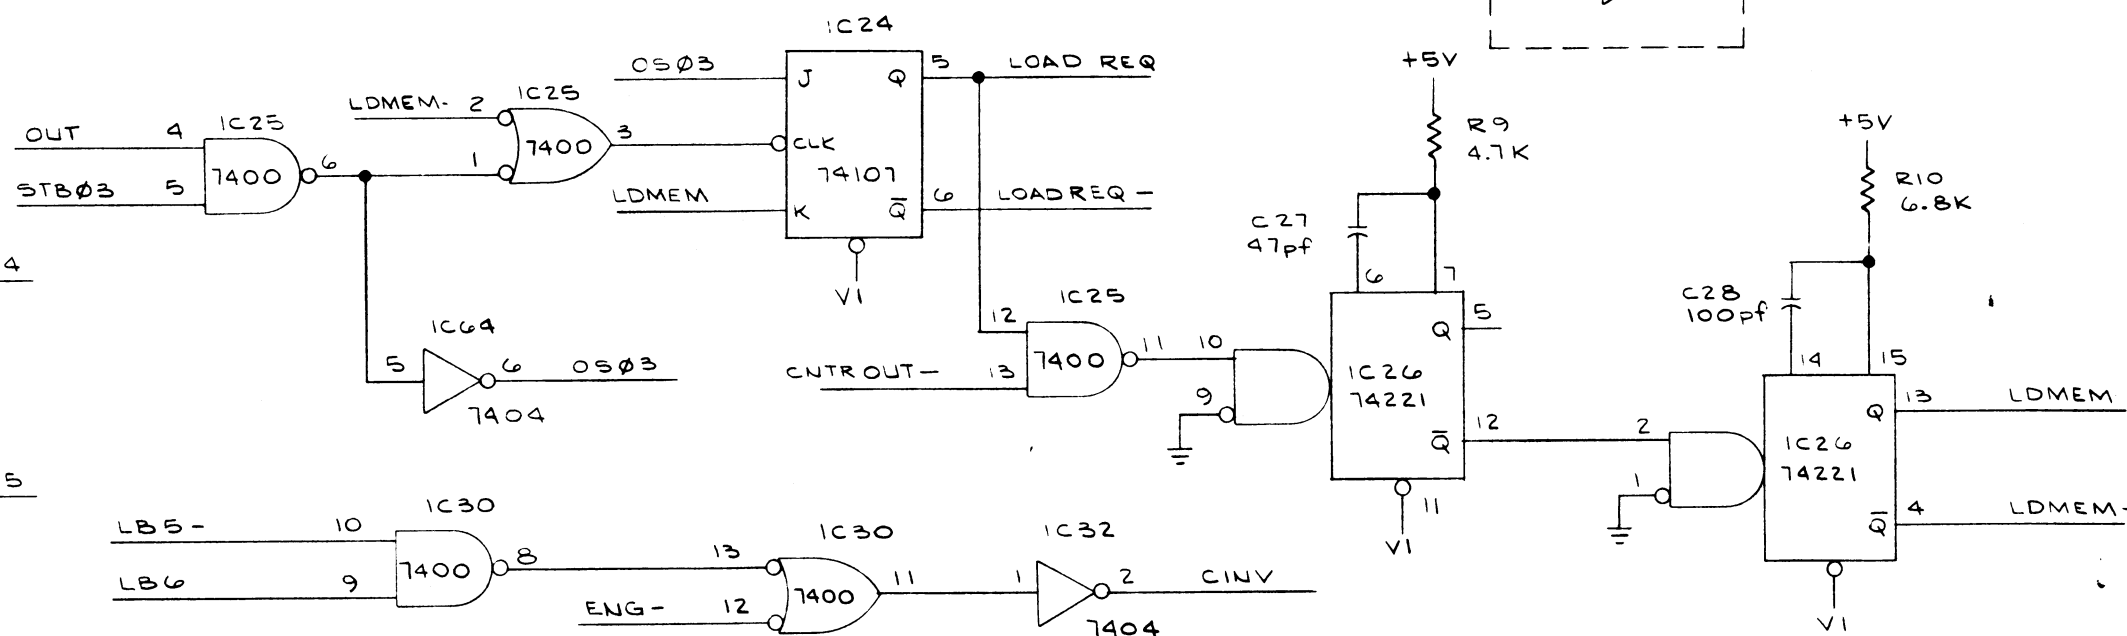 IC24
+5V
OSØ3
J
Q
5
LOAD REQ
LDMEM-
2
IC25
R9
4.7K
+5V
OUT
4
IC25
7400
3
CLK
STBØ3
5
7400
6
1
74107
R10
6.8K
LDMEM
K
Q̅
6
LOADREQ-
C27
47pf
4
V1
6
7
C28
100pf
IC64
IC25
12
Q
5
14
15
5
6
OSØ3
7404
CNTROUT-
13
7400
11
10
9
IC26
74221
Q
13
LDMEM
Q̅
12
2
IC26
74221
5
11
1
Q̅
4
LDMEM-
V1
IC30
LB5-
10
IC30
IC32
7400
8
13
LB6
9
7400
11
1
2
CINV
ENG-
12
7404
V1